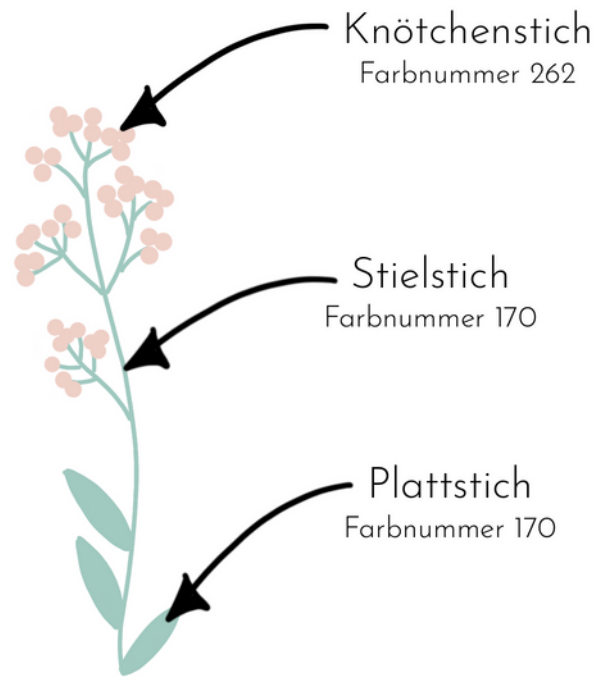 Knötchenstich
Farbnummer 262
Stielstich
Farbnummer 170
Plattstich
Farbnummer 170